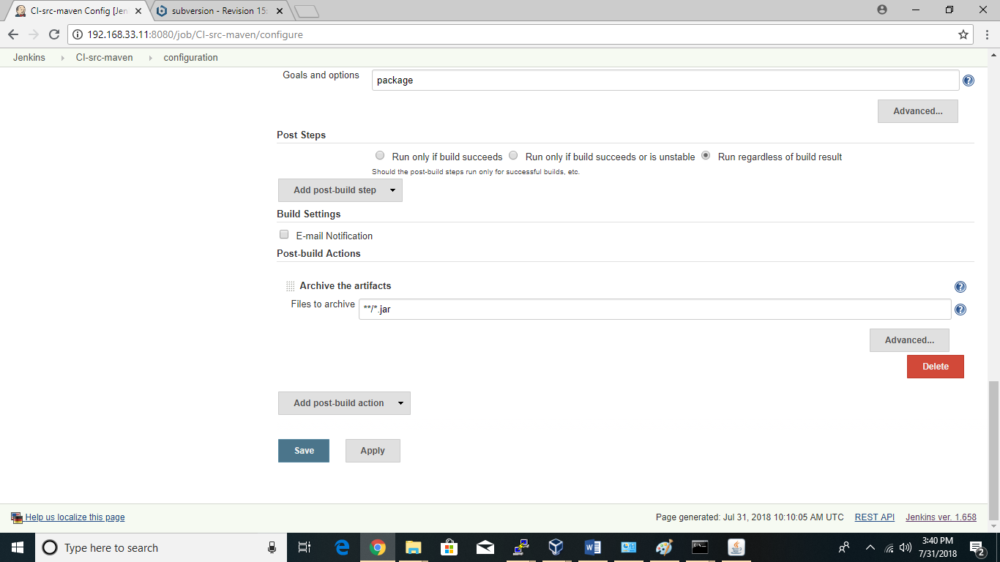 CI-src-maven Config [Jen
subversion - Revision 15
192.168.33.11:8080/job/CI-src-maven/configure
Jenkins CI-src-maven configuration
Goals and options package
Advanced...
Post Steps
Run only if build succeeds Run only if build succeeds or is unstable Run regardless of build result
Should the post-build steps run only for successful builds, etc.
Add post-build step
Build Settings
E-mail Notification
Post-build Actions
Archive the artifacts
Files to archive **/*.jar
Advanced...
Delete
Add post-build action
Save Apply
Help us localize this page Page generated: Jul 31, 2018 10:10:05 AM UTC REST API Jenkins ver. 1.658
Type here to search
3:40 PM
7/31/2018
2